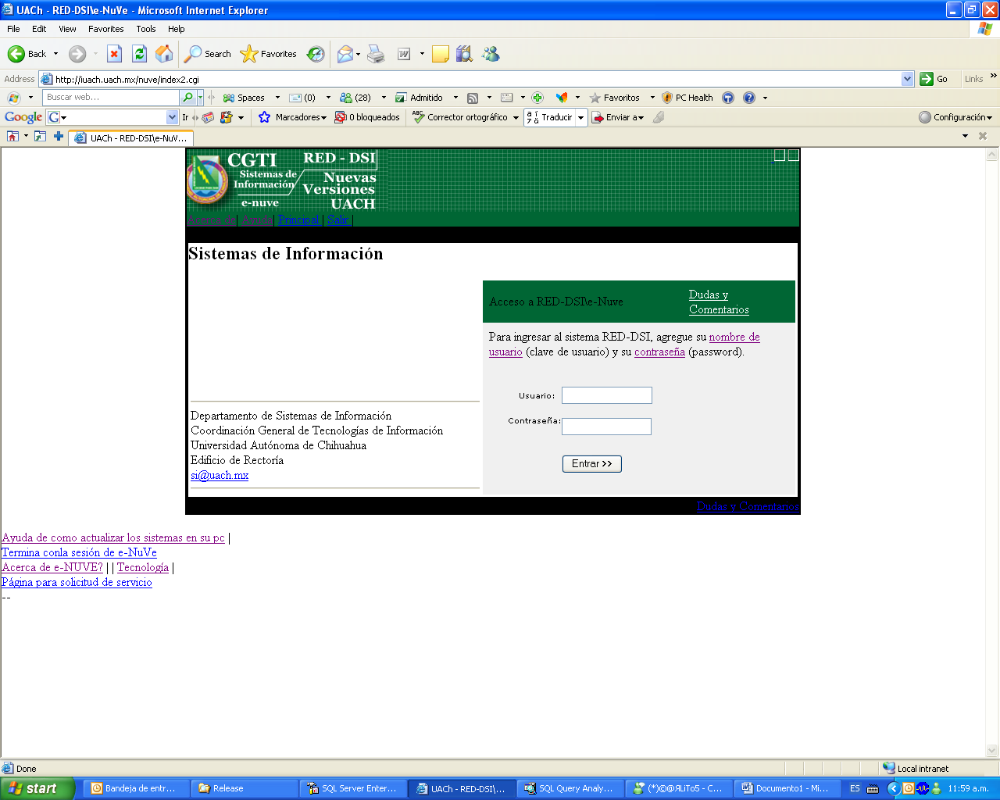 UACh - RED-DSI\e-NuVe - Microsoft Internet Explorer
File Edit View Favorites Tools Help
Back Search Favorites
Address http://iuach.uach.mx/nuve/index2.cgi Go Links »
Buscar web... Spaces (0) (28) Admitido Favoritos PC Health
Google G Ir Marcadores 0 bloqueados Corrector ortográfico Traducir Enviar a Configuración
UACh - RED-DSI\e-NuV...
CGTI
Sistemas de
Información
e-nuve
RED - DSI
Nuevas
Versiones
UACH
Acerca de| Ayuda| Principal | Salir |
Sistemas de Información
Acceso a RED-DSI\e-Nuve
Dudas y
Comentarios
Para ingresar al sistema RED-DSI, agregue su nombre de
usuario (clave de usuario) y su contraseña (password).
Usuario:
Contraseña:
Entrar >>
Departamento de Sistemas de Información
Coordinación General de Tecnologías de Información
Universidad Autónoma de Chihuahua
Edificio de Rectoría
si@uach.mx
Dudas y Comentarios
Ayuda de como actualizar los sistemas en su pc |
Termina conla sesión de e-NuVe
Acerca de e-NUVE? | | Tecnología |
Página para solicitud de servicio
--
Done Local intranet
start Bandeja de entr... Release SQL Server Enter... UACh - RED-DSI\... SQL Query Analy... (*)©@ЯLiTo5 - C... Documento1 - Mi... ES 11:59 a.m.